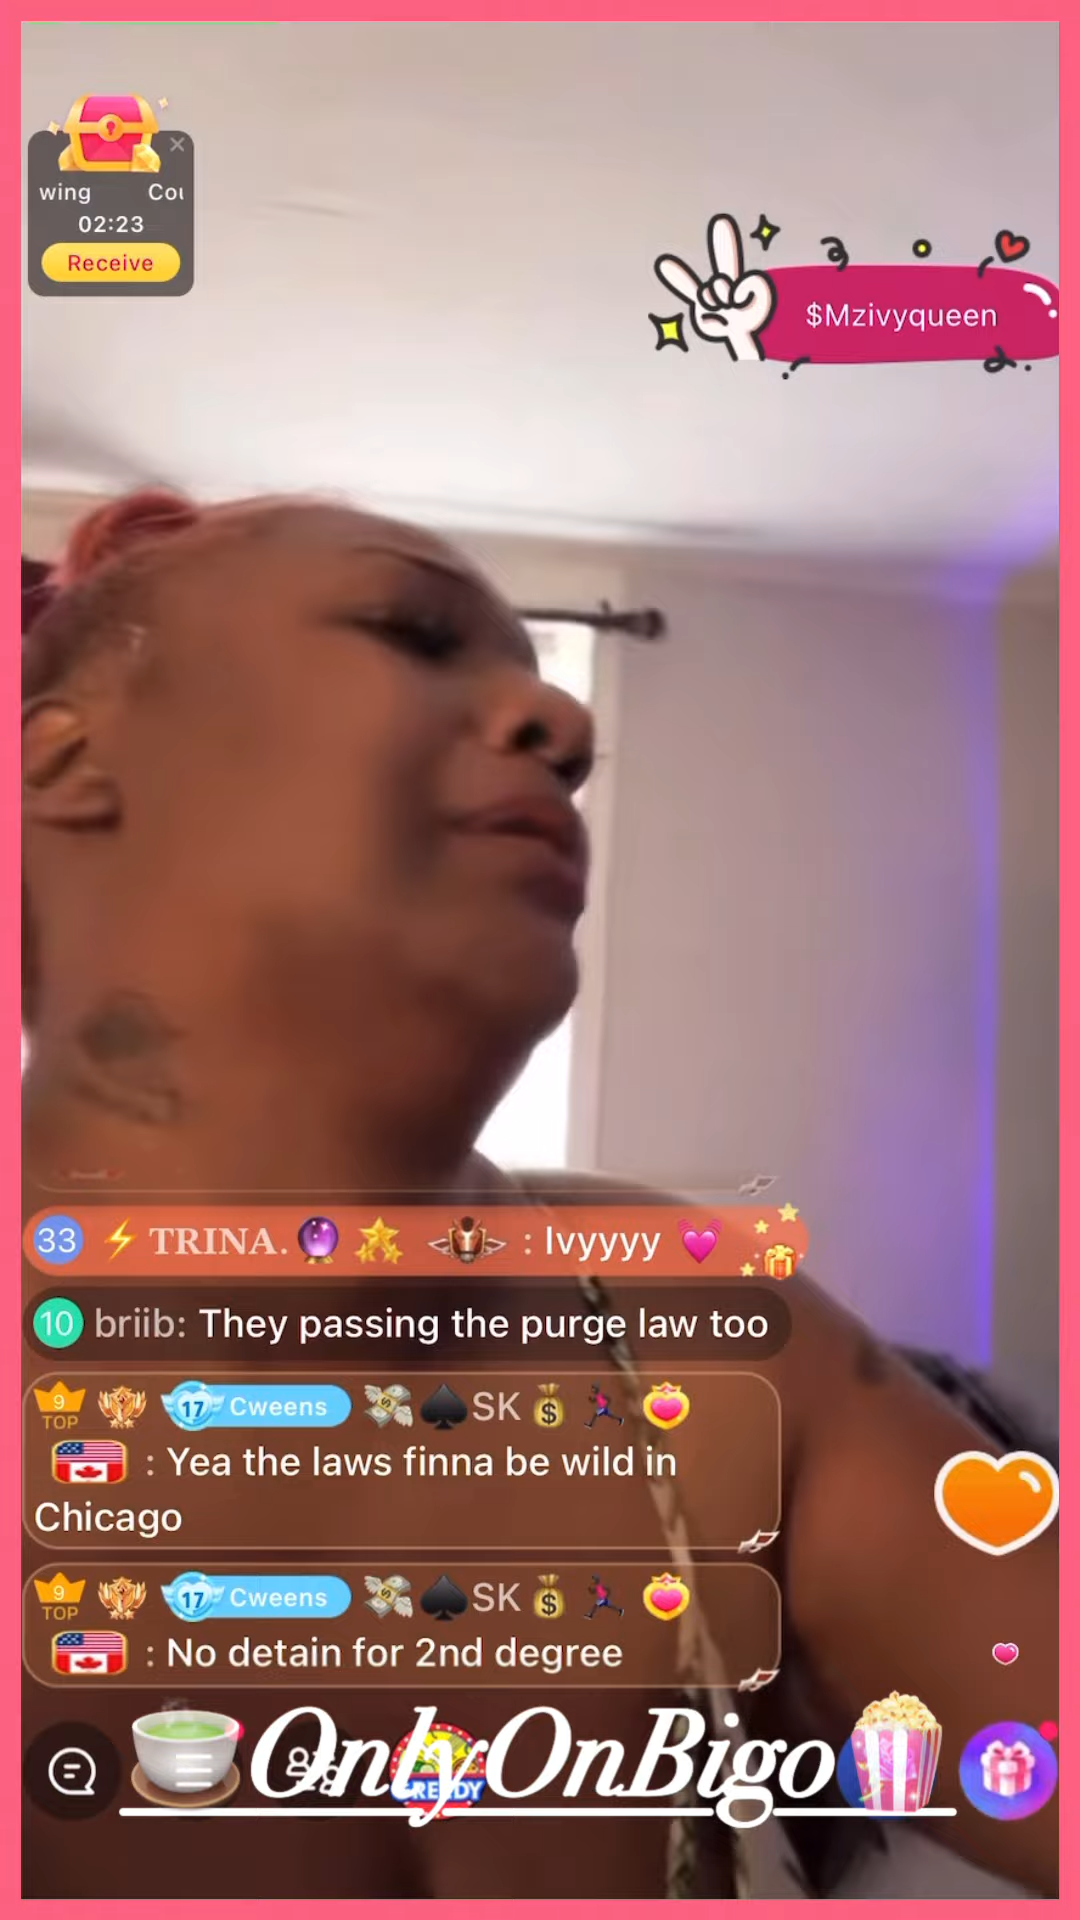 wing Cou
02:23
Receive
$Mzivyqueen
33 TRINA. : Ivyyyy
10 briib: They passing the purge law too
9 TOP 17 Cweens SK
: Yea the laws finna be wild in
Chicago
9 TOP 17 Cweens SK
: No detain for 2nd degree
OnlyOnBigo